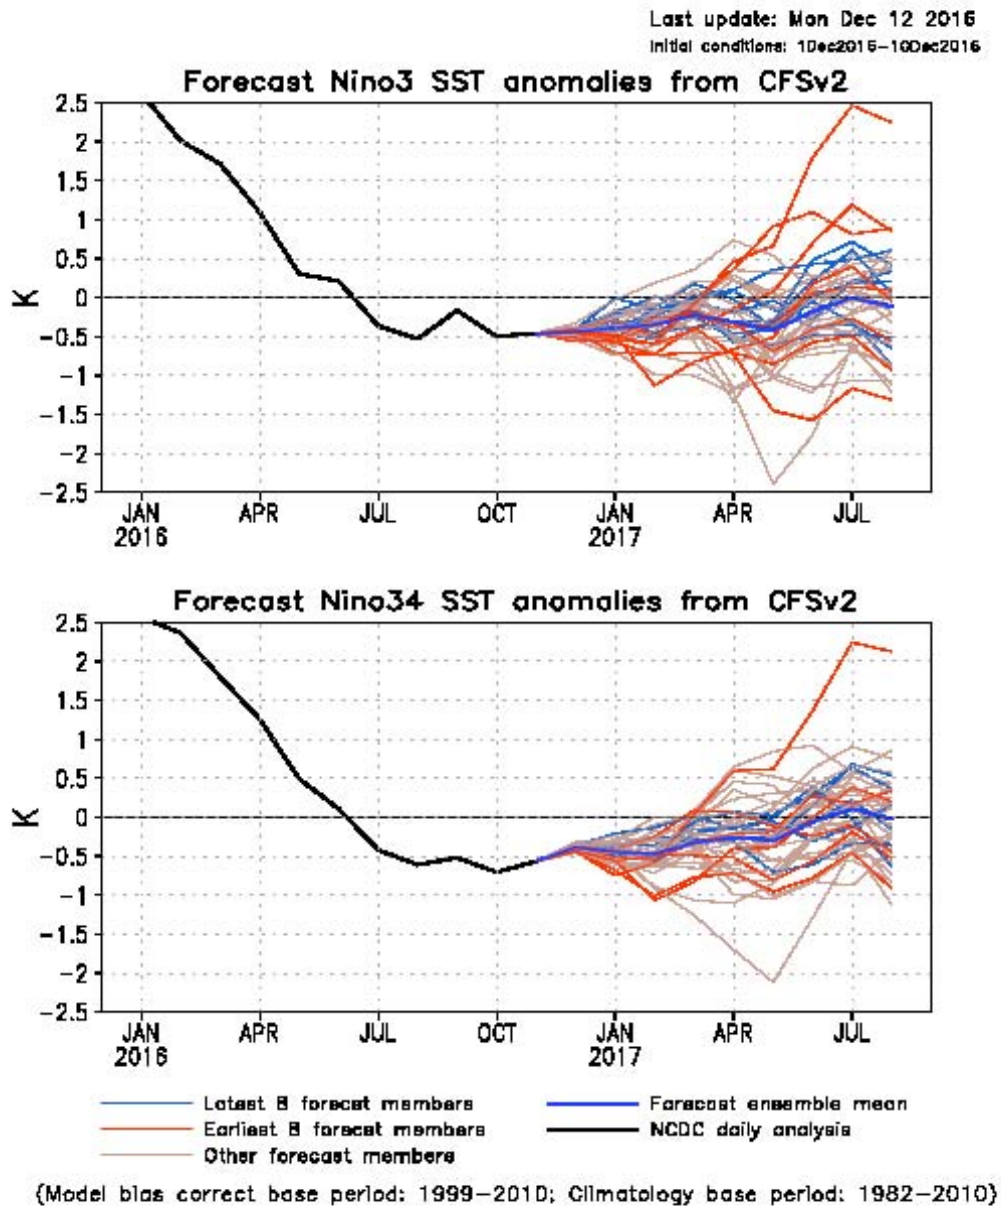 Last update: Mon Dec 12 2016
Initial conditions: 1Dec2016-10Dec2016
Forecast Nino3 SST anomalies from CFSv2
2.5
2
1.5
1
0.5
0
-0.5
-1
-1.5
-2
-2.5
K
JAN APR JUL OCT JAN APR JUL
2016 2017
Forecast Nino34 SST anomalies from CFSv2
2.5
2
1.5
1
0.5
0
-0.5
-1
-1.5
-2
-2.5
K
JAN APR JUL OCT JAN APR JUL
2016 2017
Latest 8 forecast members Forecast ensemble mean
Earliest 8 forecast members NCDC daily analysis
Other forecast members
(Model bias correct base period: 1999-2010; Climatology base period: 1982-2010)